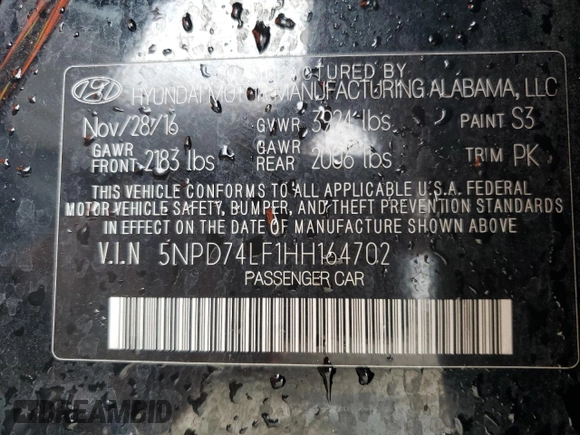 MANUFACTURED BY
HYUNDAI MOTOR MANUFACTURING ALABAMA, LLC
Nov/28/16 GVWR 3924 lbs PAINT S3
GAWR FRONT 2183 lbs GAWR REAR 2096 lbs TRIM PK
THIS VEHICLE CONFORMS TO ALL APPLICABLE U.S.A. FEDERAL
MOTOR VEHICLE SAFETY, BUMPER, AND THEFT PREVENTION STANDARDS
IN EFFECT ON THE DATE OF MANUFACTURE SHOWN ABOVE
V.I.N 5NPD74LF1HH164702
PASSENGER CAR
DREAMBID